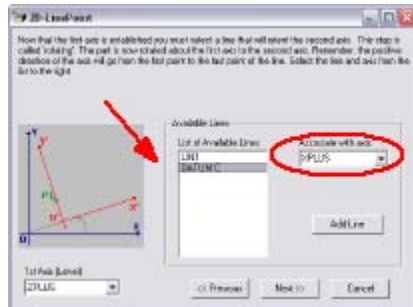 2D-LinePoint
Now that the first axis is established you must select a line that will orient the second axis. This step is
called 'rotating'. The part is now rotated about the first axis to the second axis. Remember, the positive
direction of the axis will go from the first point to the last point of the line. Select the line and axis from the
list to the right.
Available Lines
List of Available Lines
Associate with axis:
LIN1
DATUM C
XPLUS
Add Line
1st Axis (Level)
ZPLUS
<< Previous
Next >>
Cancel